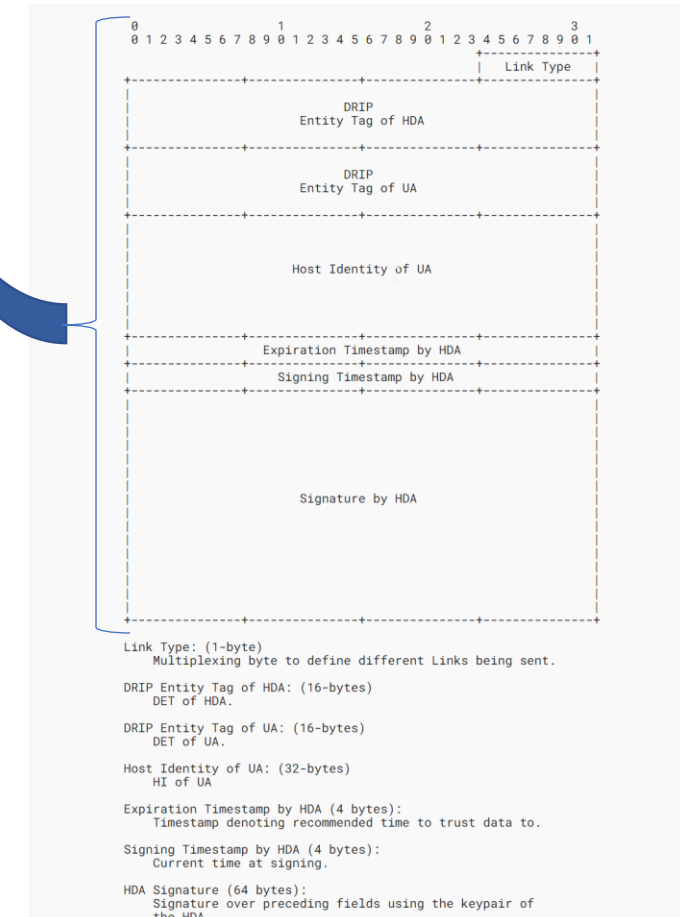 0 1 2 3
0 1 2 3 4 5 6 7 8 9 0 1 2 3 4 5 6 7 8 9 0 1 2 3 4 5 6 7 8 9 0 1
Link Type
DRIP
Entity Tag of HDA
DRIP
Entity Tag of UA
Host Identity of UA
Expiration Timestamp by HDA
Signing Timestamp by HDA
Signature by HDA
Link Type: (1-byte)
Multiplexing byte to define different Links being sent.
DRIP Entity Tag of HDA: (16-bytes)
DET of HDA.
DRIP Entity Tag of UA: (16-bytes)
DET of UA.
Host Identity of UA: (32-bytes)
HI of UA
Expiration Timestamp by HDA (4 bytes):
Timestamp denoting recommended time to trust data to.
Signing Timestamp by HDA (4 bytes):
Current time at signing.
HDA Signature (64 bytes):
Signature over preceding fields using the keypair of
the HDA